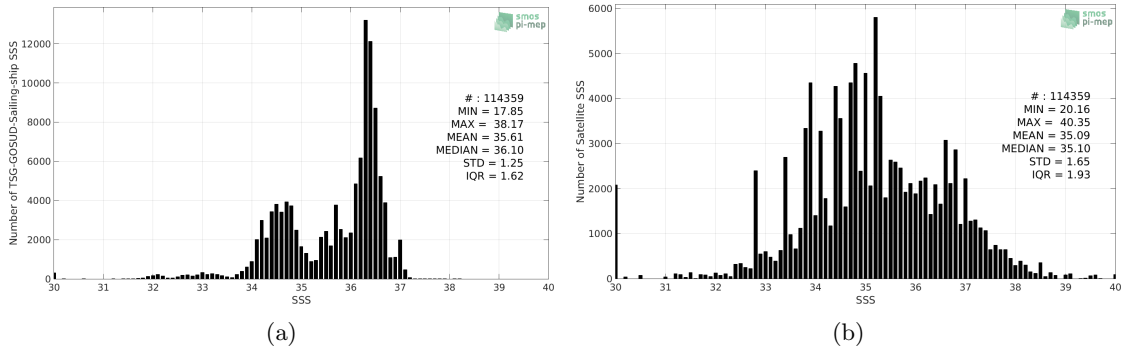 smos
pi-mep
12000
10000
8000
6000
4000
2000
0
Number of TSG-GOSUD-Sailing-ship SSS
# : 114359
MIN = 17.85
MAX = 38.17
MEAN = 35.61
MEDIAN = 36.10
STD = 1.25
IQR = 1.62
30 31 32 33 34 35 36 37 38 39 40
SSS
(a)
smos
pi-mep
6000
5000
4000
3000
2000
1000
0
Number of Satellite SSS
# : 114359
MIN = 20.16
MAX = 40.35
MEAN = 35.09
MEDIAN = 35.10
STD = 1.65
IQR = 1.93
30 31 32 33 34 35 36 37 38 39 40
SSS
(b)